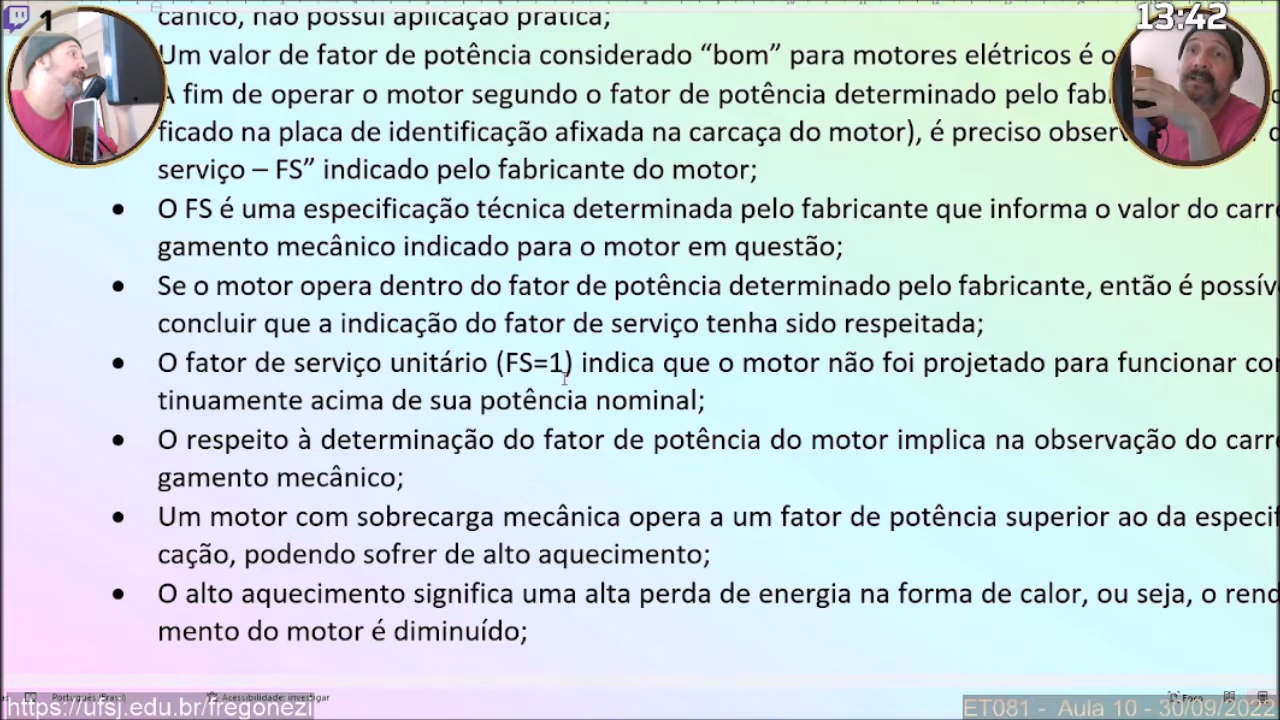 1
13:42
canico, não possui aplicação prática;
Um valor de fator de potência considerado “bom” para motores elétricos é o
A fim de operar o motor segundo o fator de potência determinado pelo
ficado na placa de identificação afixada na carcaça do motor), é preciso
serviço – FS” indicado pelo fabricante do motor;
• O FS é uma especificação técnica determinada pelo fabricante que informa o valor do carre
gamento mecânico indicado para o motor em questão;
• Se o motor opera dentro do fator de potência determinado pelo fabricante, então é possíve
concluir que a indicação do fator de serviço tenha sido respeitada;
• O fator de serviço unitário (FS=1) indica que o motor não foi projetado para funcionar con
tinuamente acima de sua potência nominal;
• O respeito à determinação do fator de potência do motor implica na observação do carre
gamento mecânico;
• Um motor com sobrecarga mecânica opera a um fator de potência superior ao da especif
cação, podendo sofrer de alto aquecimento;
• O alto aquecimento significa uma alta perda de energia na forma de calor, ou seja, o rend
mento do motor é diminuído;
Português (Brasil) Acessibilidade: investigar Foco
https://ufsj.edu.br/fregonezi
ET081 - Aula 10 - 30/09/2022